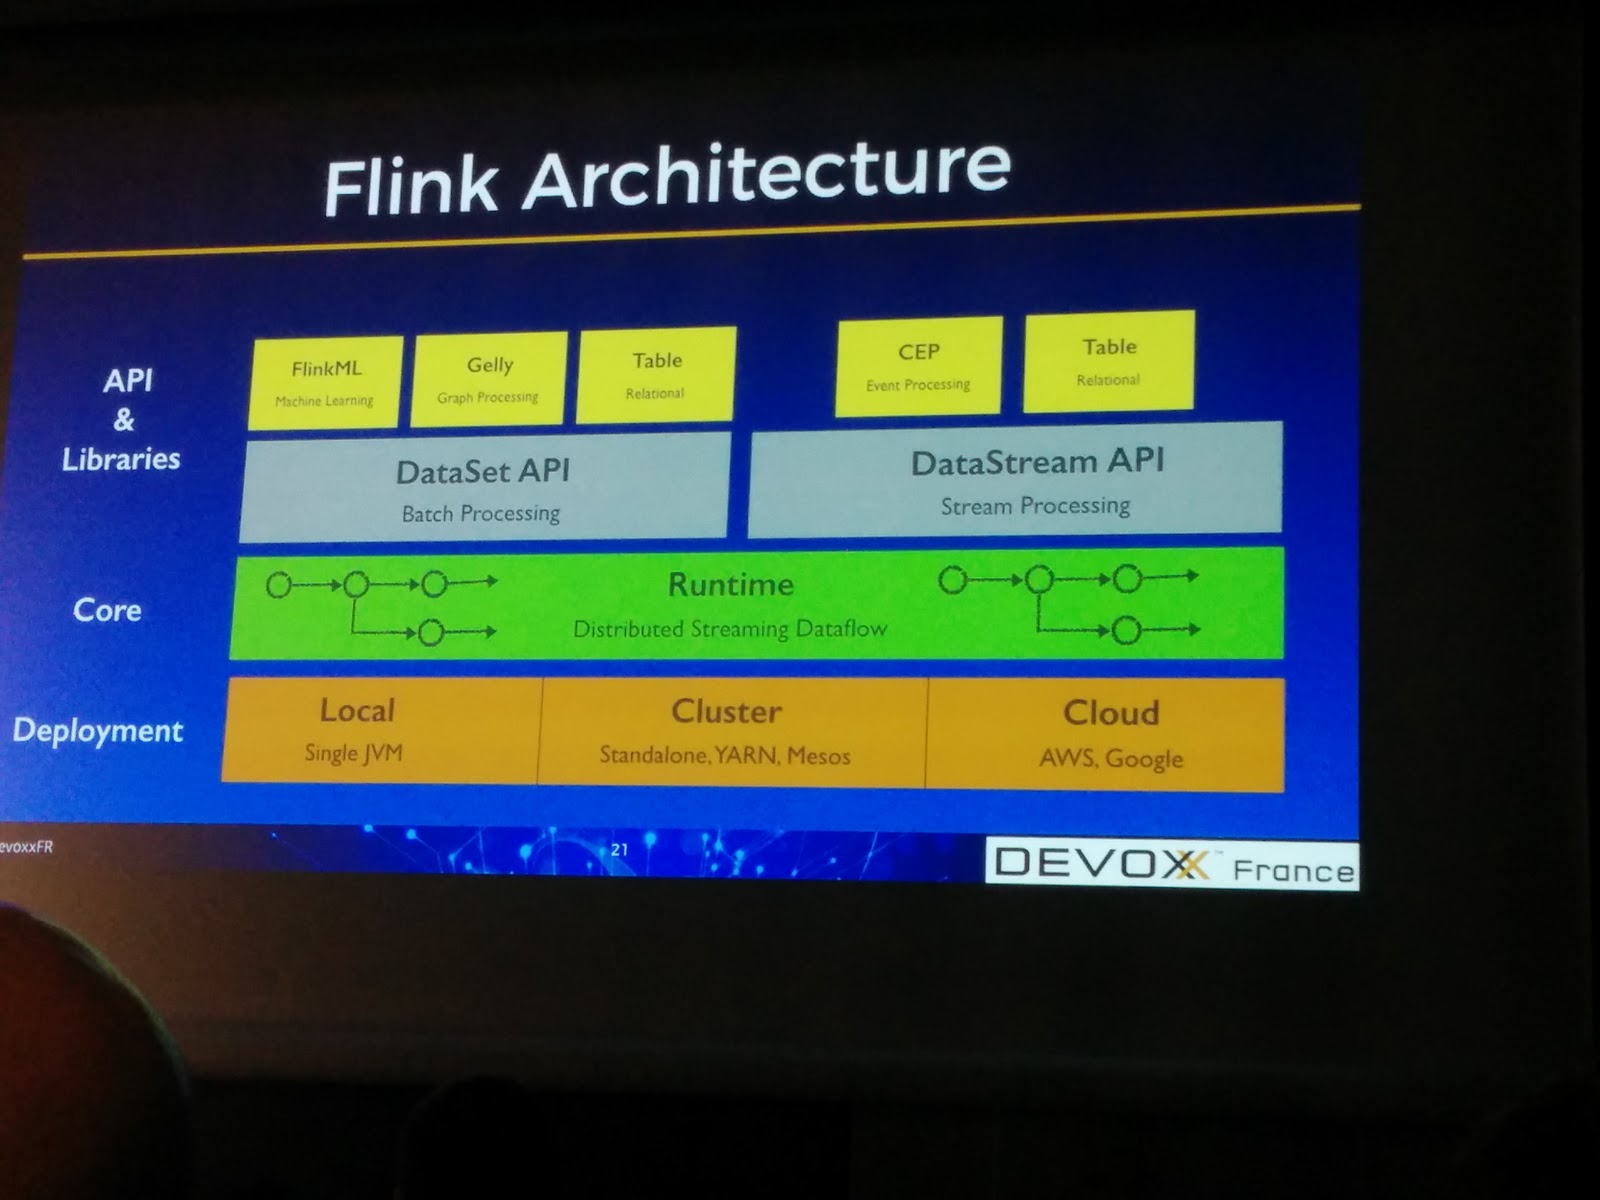 Flink Architecture
API
&
Libraries
FlinkML
Machine Learning
Gelly
Graph Processing
Table
Relational
CEP
Event Processing
Table
Relational
DataSet API
Batch Processing
DataStream API
Stream Processing
Core
Runtime
Distributed Streaming Dataflow
Deployment
Local
Single JVM
Cluster
Standalone, YARN, Mesos
Cloud
AWS, Google
evoxxFR
21
DEVOXX™ France